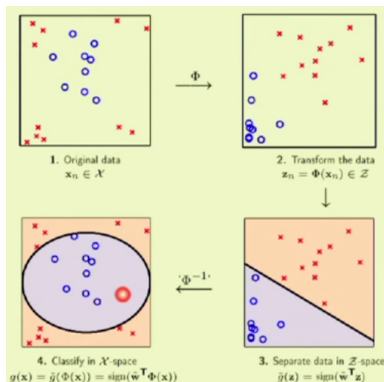 Φ
1. Original data
xₙ ∈ 𝒳
2. Transform the data
zₙ = Φ(xₙ) ∈ 𝒵
'Φ⁻¹'
4. Classify in 𝒳-space
g(x) = g̃(Φ(x)) = sign(w̃ᵀΦ(x))
3. Separate data in 𝒵-space
g̃(z) = sign(w̃ᵀz)